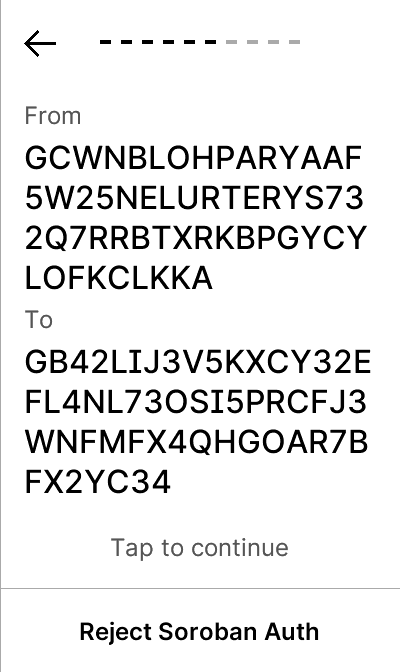 From
GCWNBLOHPARYAAF
5W25NELURTERYS73
2Q7RRBTXRKBPGYCY
LOFKCLKKA
To
GB42LIJ3V5KXCY32E
FL4NL73OSI5PRCFJ3
WNFMFX4QHGOAR7B
FX2YC34
Tap to continue
Reject Soroban Auth